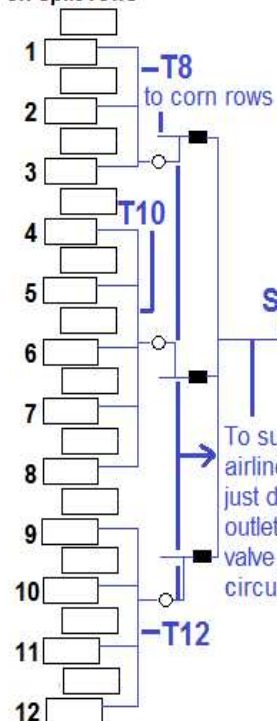 1
–T8
to corn rows
2
3
T10
4
5
S
6
7
To su
airline
just d
outlet
valve
circu
8
9
10
–T12
11
12